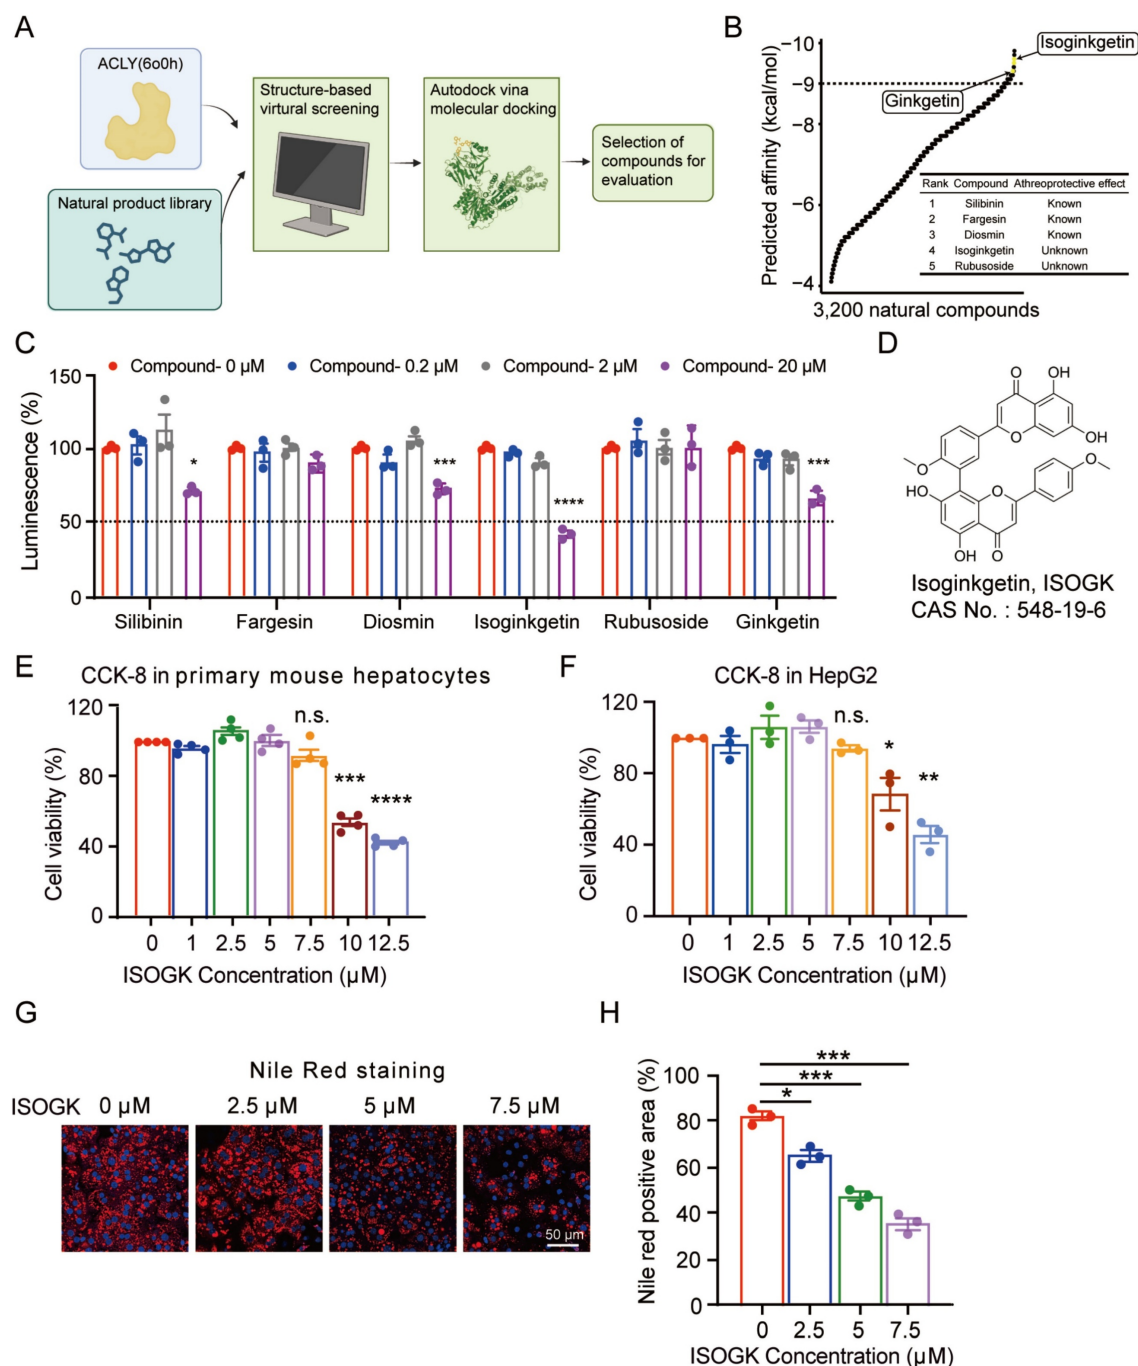 A
ACLY(6o0h)
Natural product library
Structure-based
virtual screening
Autodock vina
molecular docking
Selection of
compounds for
evaluation
B
Predicted affinity (kcal/mol)
−10
−9
−8
−6
−4
Isoginkgetin
Ginkgetin
Rank Compound Athreoprotective effect
1 Silibinin Known
2 Fargesin Known
3 Diosmin Known
4 Isoginkgetin Unknown
5 Rubusoside Unknown
3,200 natural compounds
C
Compound- 0 μM Compound- 0.2 μM Compound- 2 μM Compound- 20 μM
Luminescence (%)
150
100
50
0
* *** **** ***
Silibinin Fargesin Diosmin Isoginkgetin Rubusoside Ginkgetin
D
O OH
O OH
O
O
HO O
OH O
Isoginkgetin, ISOGK
CAS No. : 548-19-6
E
CCK-8 in primary mouse hepatocytes
Cell viability (%)
120
80
40
0
n.s. *** ****
0 1 2.5 5 7.5 10 12.5
ISOGK Concentration (μM)
F
CCK-8 in HepG2
Cell viability (%)
120
80
40
0
n.s. * **
0 1 2.5 5 7.5 10 12.5
ISOGK Concentration (μM)
G
Nile Red staining
ISOGK 0 μM 2.5 μM 5 μM 7.5 μM
50 μm
H
Nile red positive area (%)
100
80
60
40
80
0
***
***
*
0 2.5 5 7.5
ISOGK Concentration (μM)